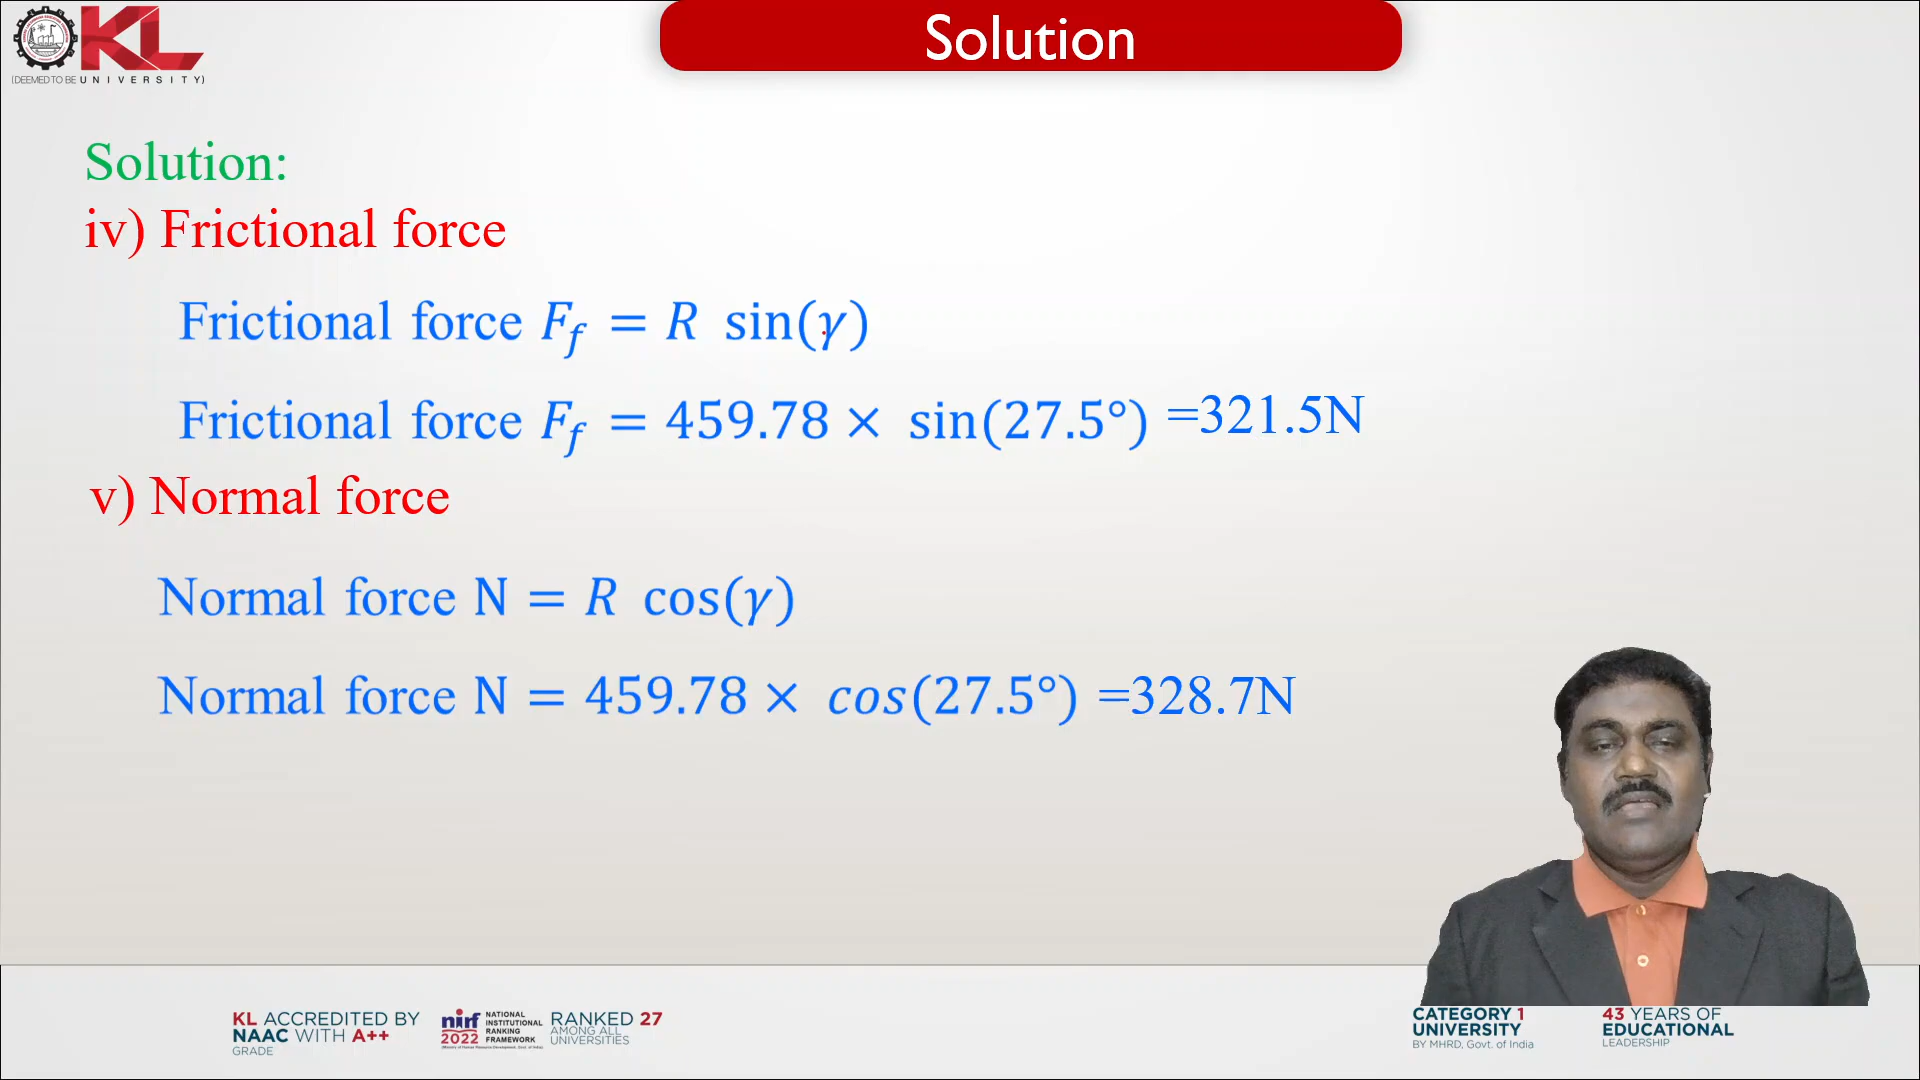 KL
(DEEMED TO BE UNIVERSITY)
Solution
Solution:
iv) Frictional force
Frictional force F_f = R sin(γ)
Frictional force F_f = 459.78 × sin(27.5°) =321.5N
v) Normal force
Normal force N = R cos(γ)
Normal force N = 459.78 × cos(27.5°) =328.7N
KL ACCREDITED BY
NAAC WITH A++
GRADE
nirf
2022
NATIONAL
INSTITUTIONAL
RANKING
FRAMEWORK
RANKED 27
AMONG ALL
UNIVERSITIES
CATEGORY 1
UNIVERSITY
BY MHRD, Govt. of India
43 YEARS OF
EDUCATIONAL
LEADERSHIP